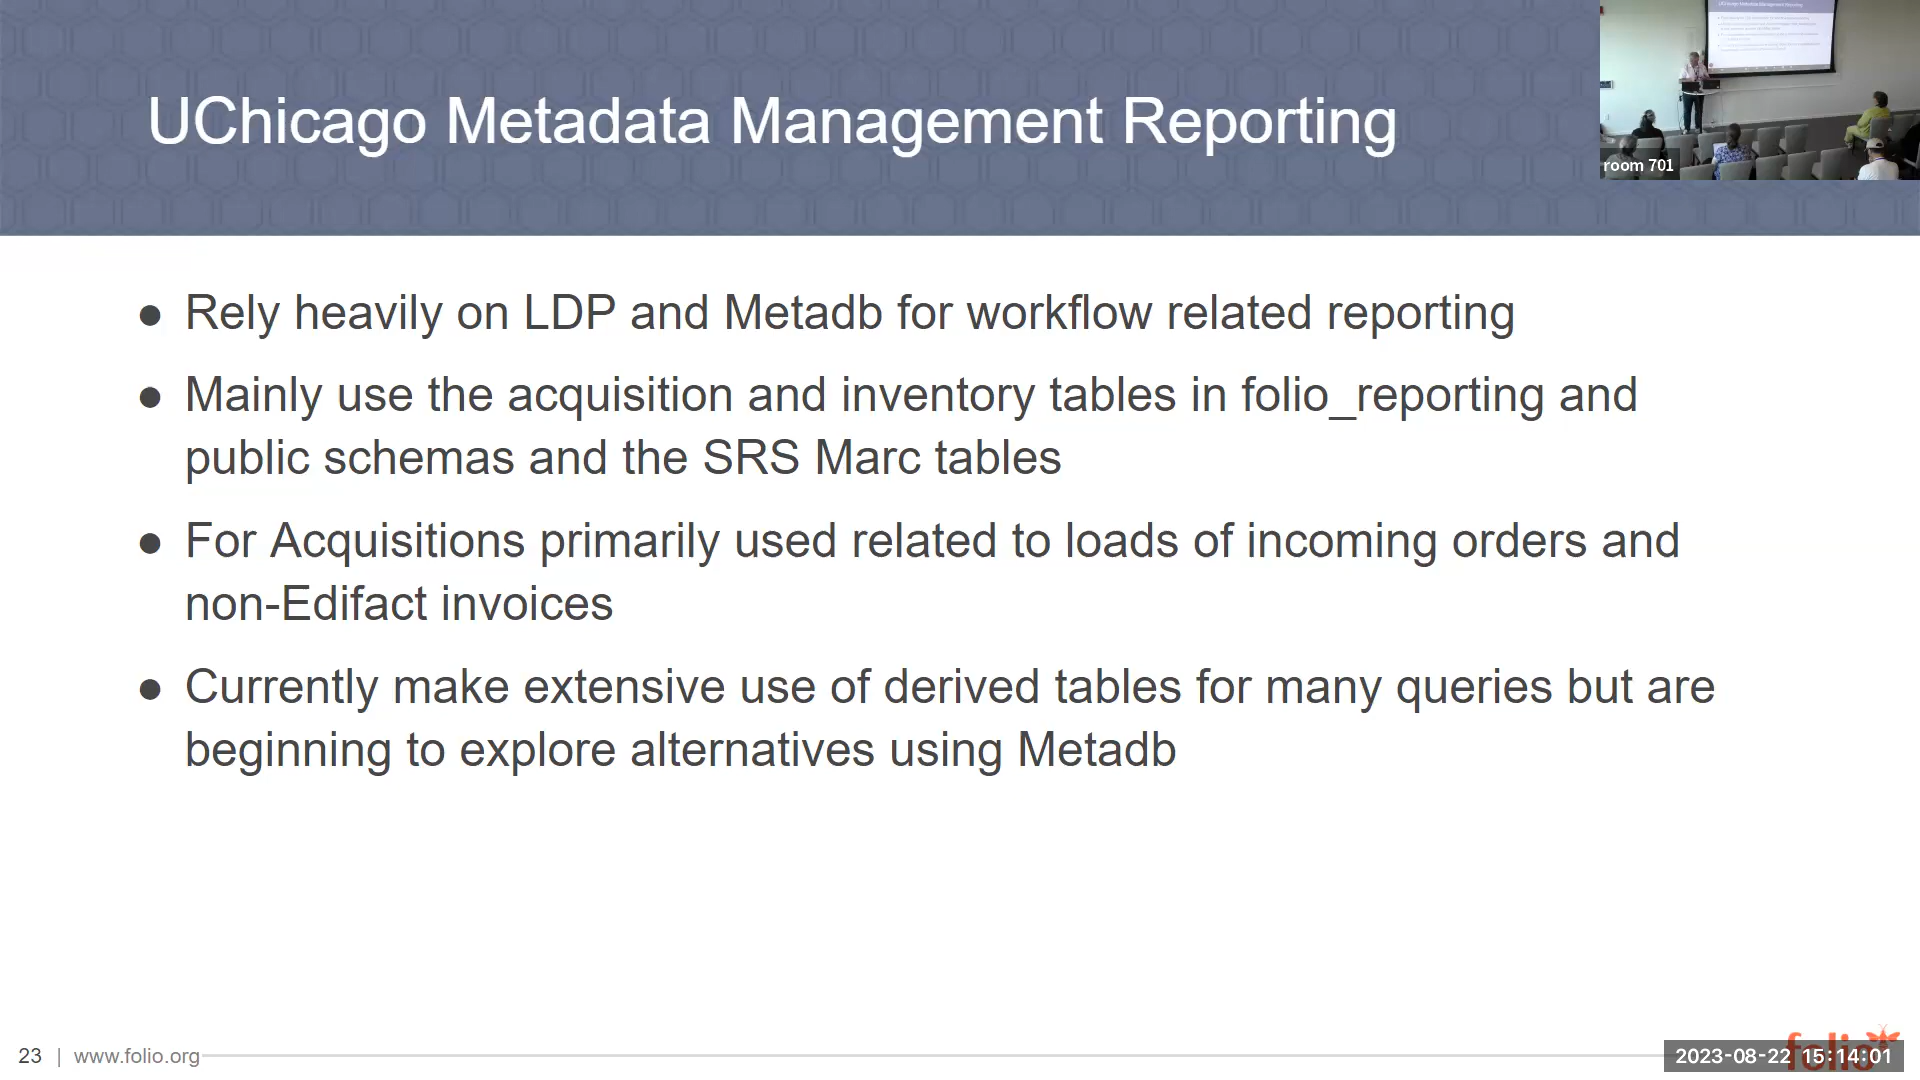 UChicago Metadata Management Reporting
room 701
● Rely heavily on LDP and Metadb for workflow related reporting
● Mainly use the acquisition and inventory tables in folio_reporting and
public schemas and the SRS Marc tables
● For Acquisitions primarily used related to loads of incoming orders and
non-Edifact invoices
● Currently make extensive use of derived tables for many queries but are
beginning to explore alternatives using Metadb
23 | www.folio.org
folio
2023-08-22 15:14:01